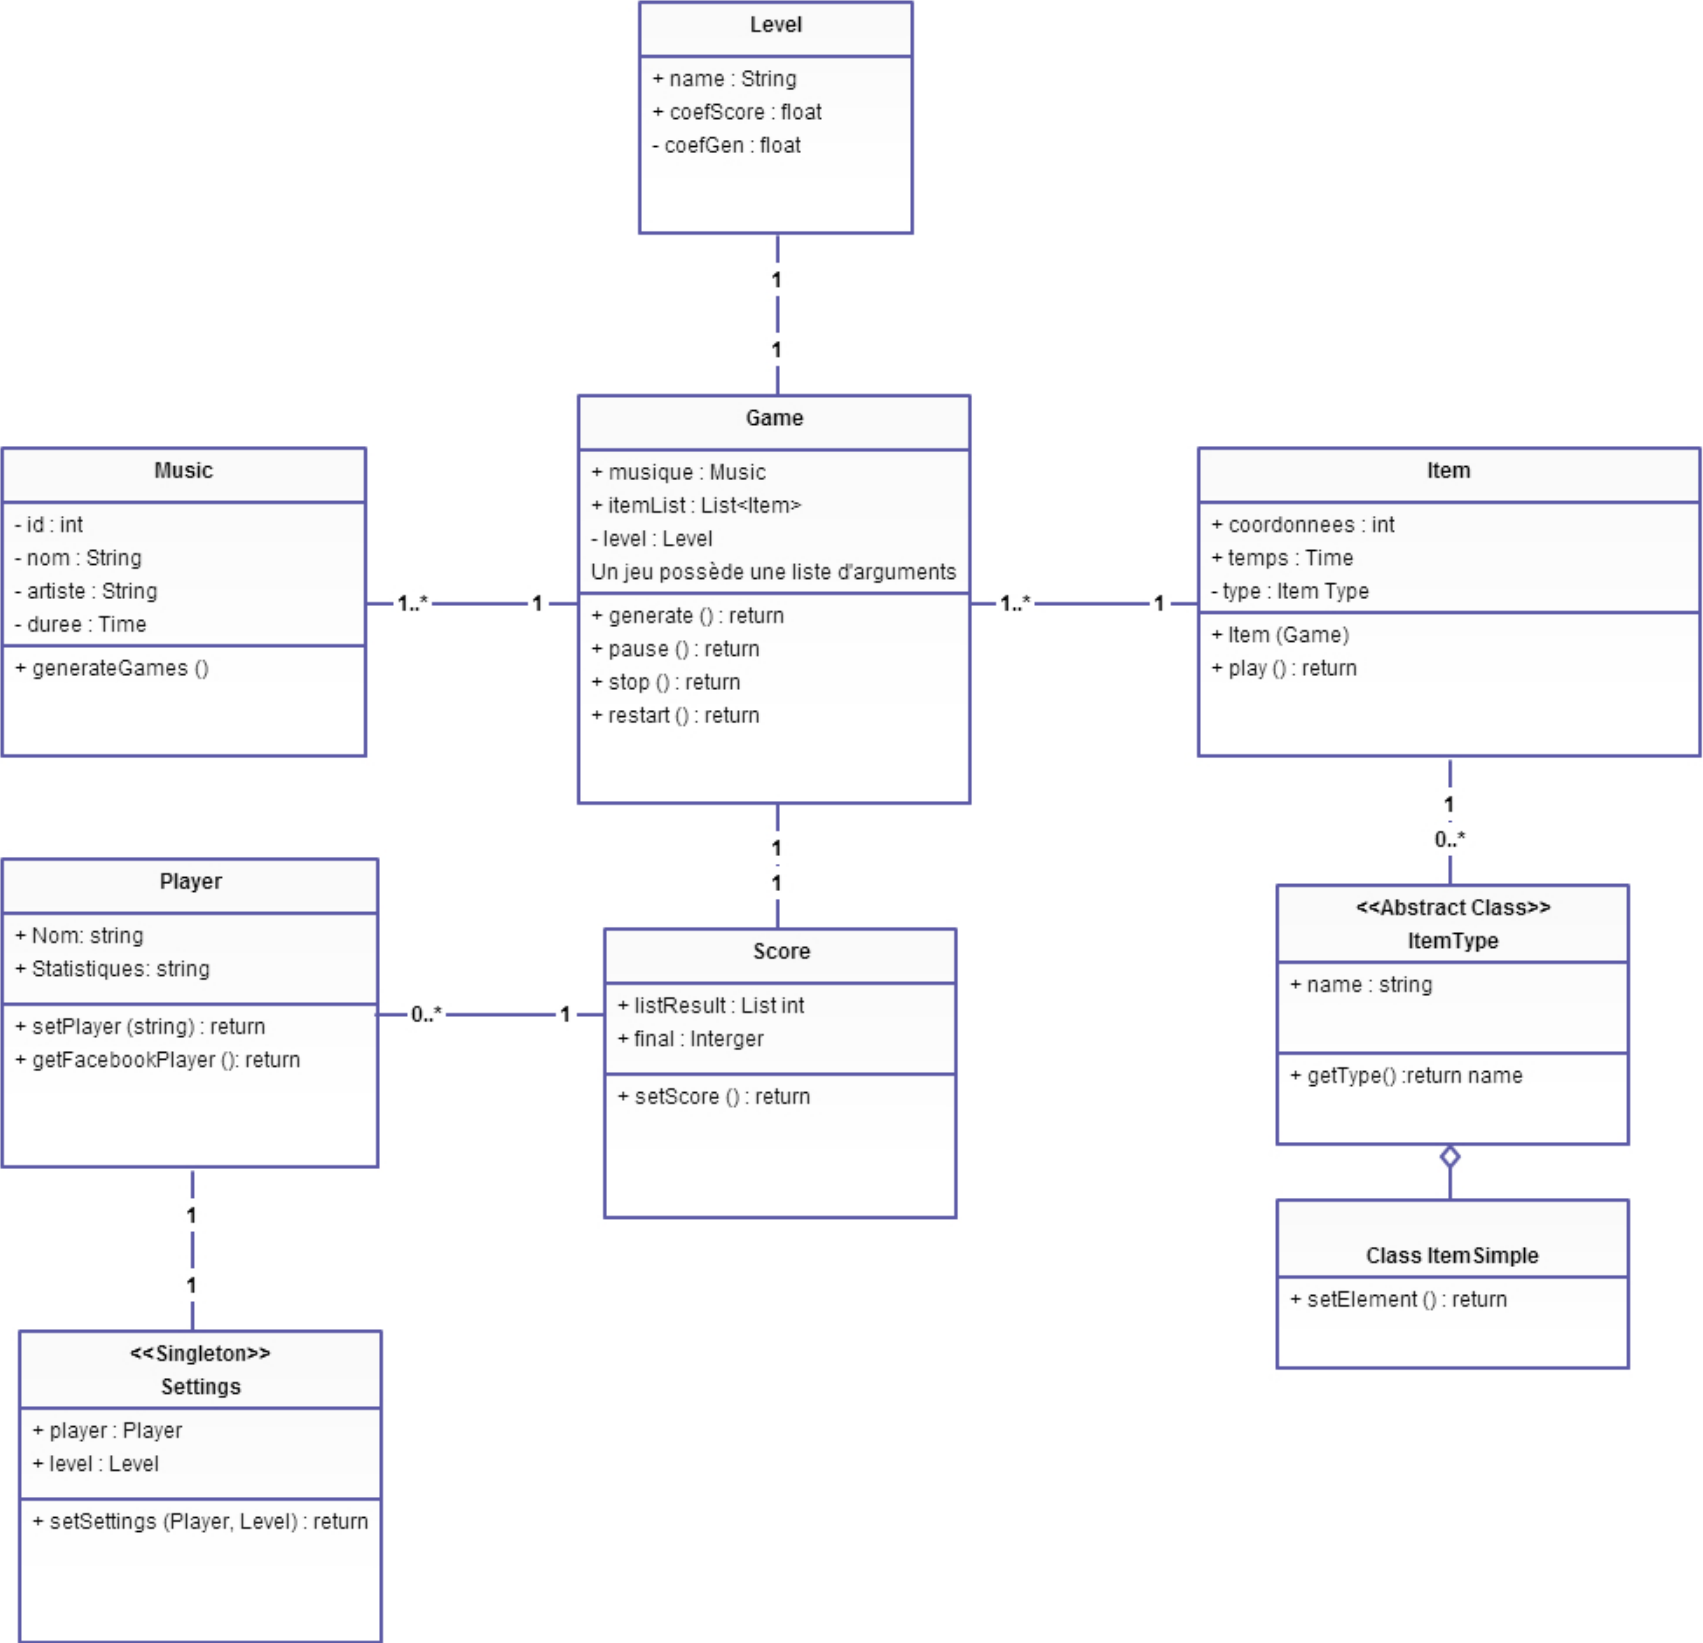 Level
+ name : String
+ coefScore : float
- coefGen : float
1
1
Game
+ musique : Music
+ itemList : List<Item>
- level : Level
Un jeu possède une liste d'arguments
+ generate () : return
+ pause () : return
+ stop () : return
+ restart () : return
Music
- id : int
- nom : String
- artiste : String
- duree : Time
+ generateGames ()
1..*
1
1..*
1
Item
+ coordonnees : int
+ temps : Time
- type : Item Type
+ Item (Game)
+ play () : return
1
0..*
1
1
Player
+ Nom: string
+ Statistiques: string
+ setPlayer (string) : return
+ getFacebookPlayer (): return
0..*
1
Score
+ listResult : List int
+ final : Interger
+ setScore () : return
<<Abstract Class>>
ItemType
+ name : string
+ getType() :return name
Class ItemSimple
+ setElement () : return
1
1
<<Singleton>>
Settings
+ player : Player
+ level : Level
+ setSettings (Player, Level) : return